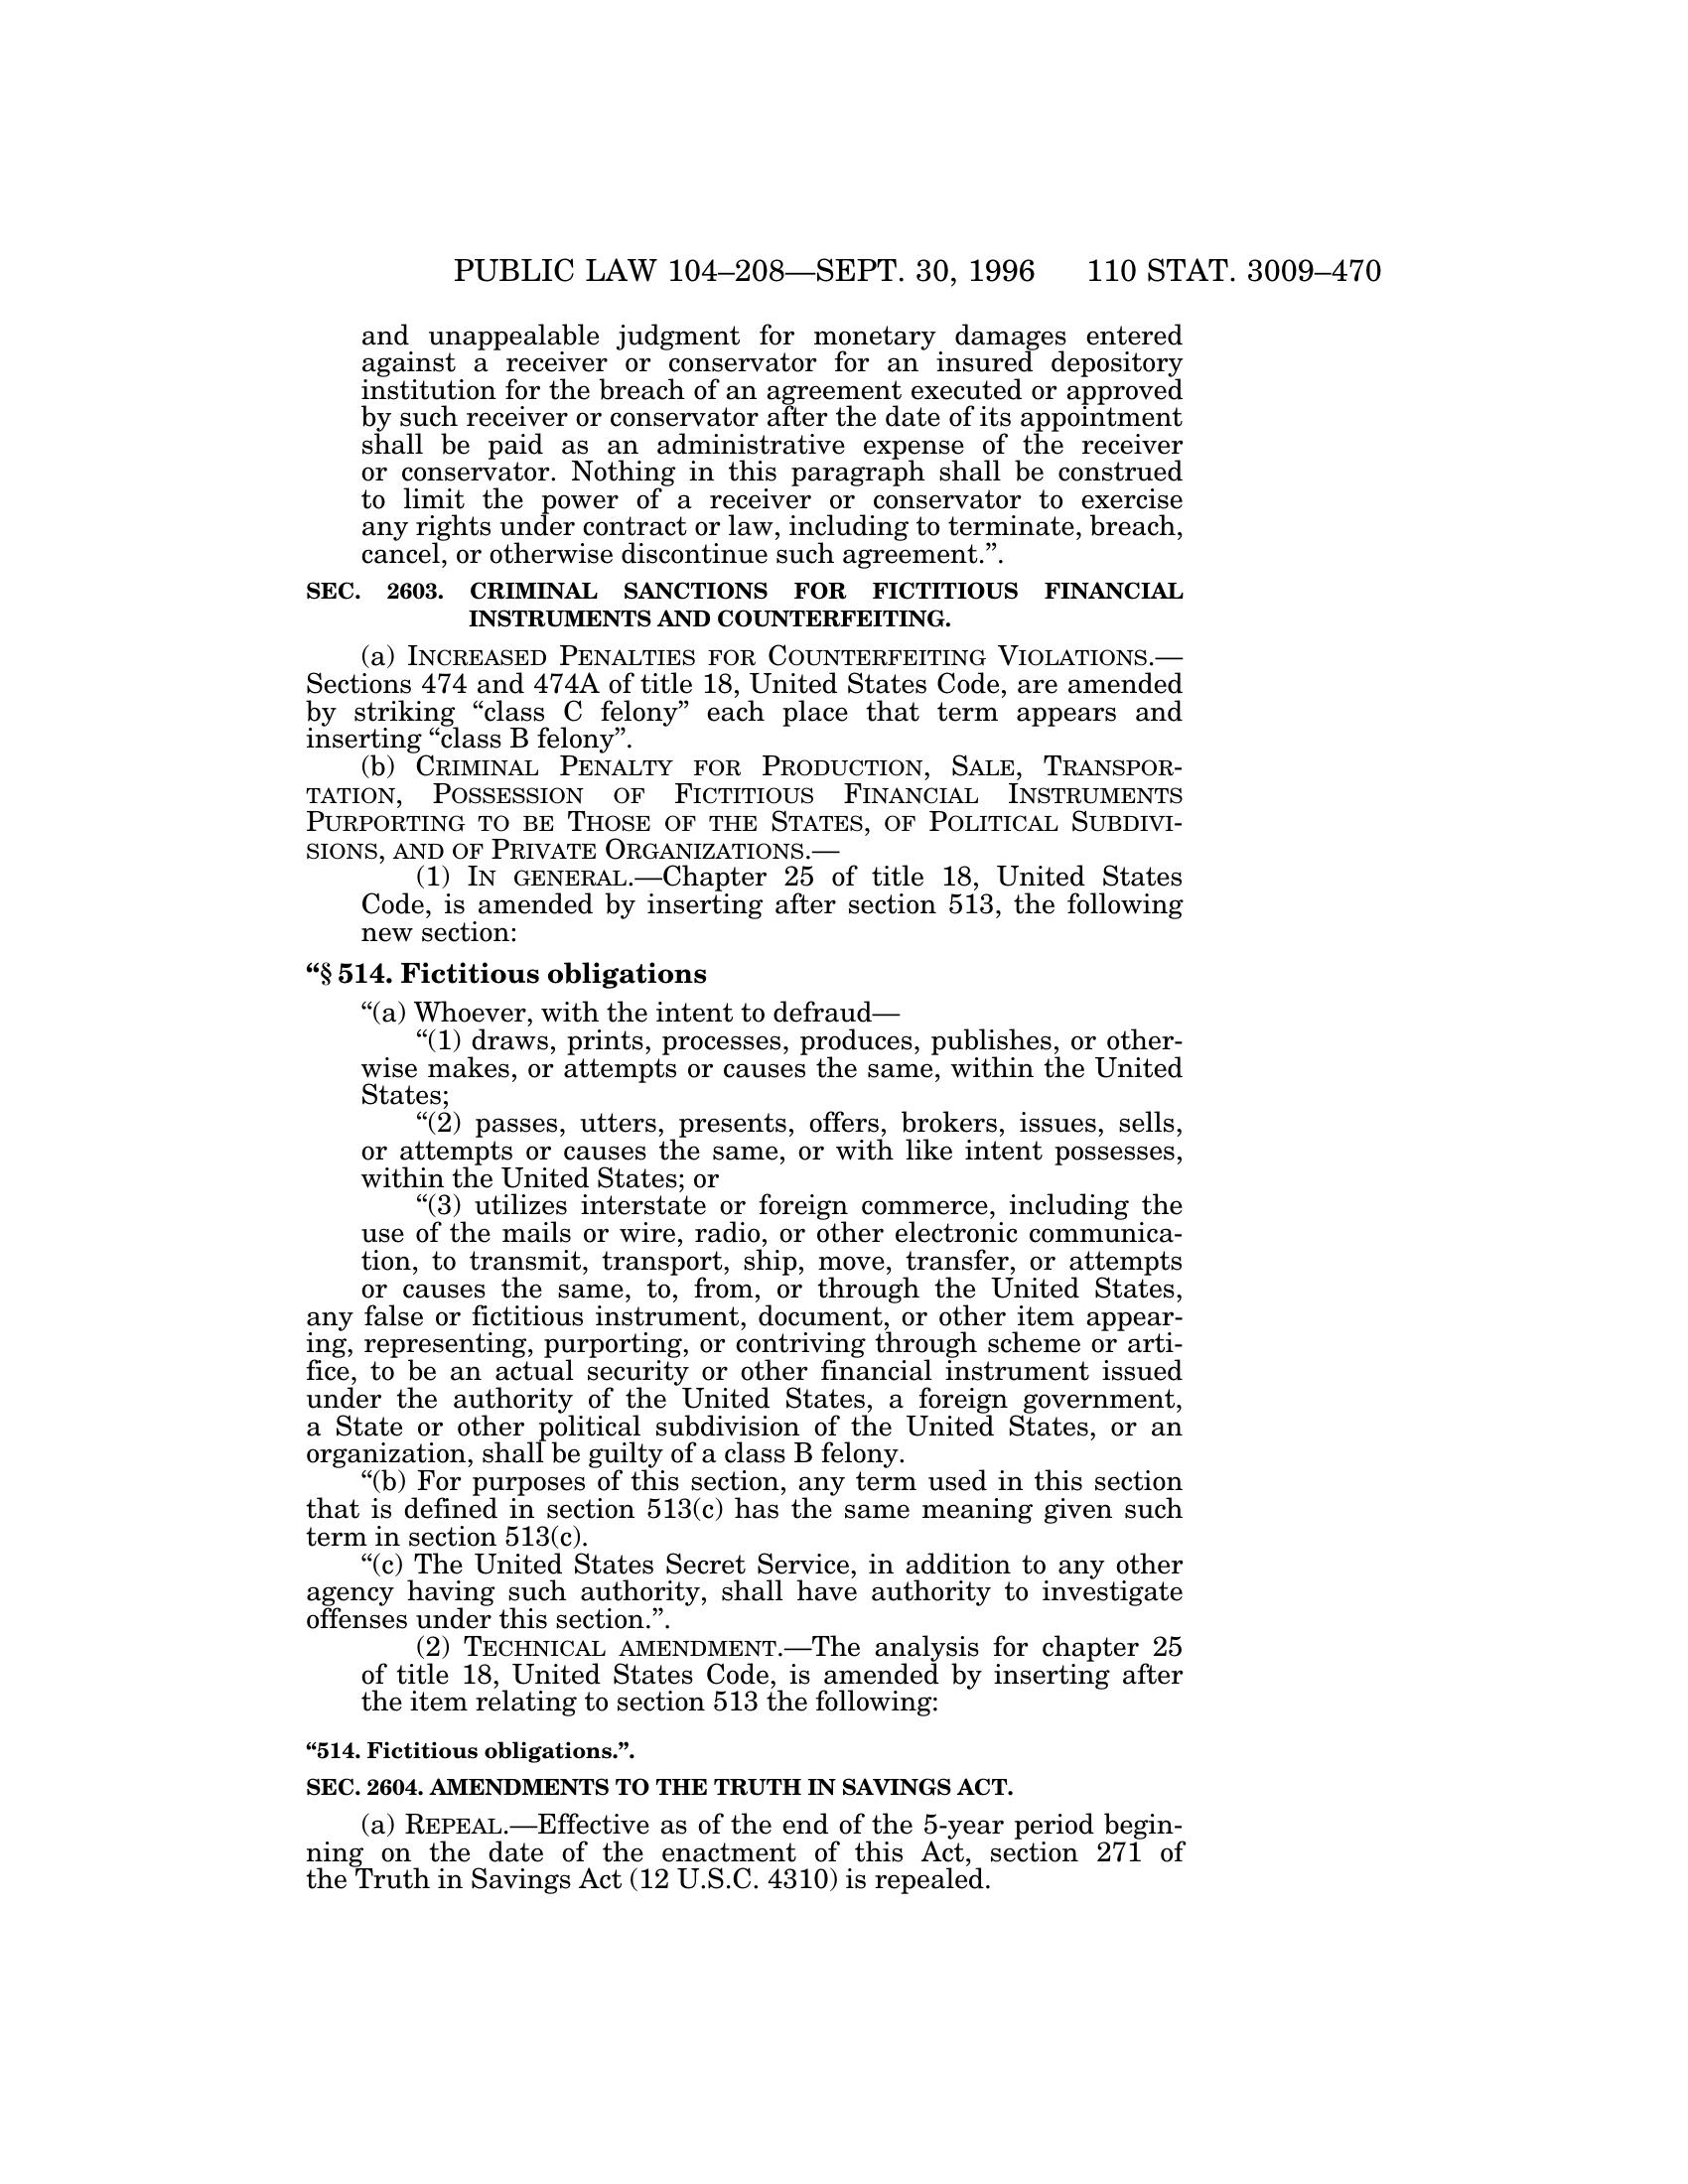 PUBLIC LAW 104–208—SEPT. 30, 1996 110 STAT. 3009–470
and unappealable judgment for monetary damages entered
against a receiver or conservator for an insured depository
institution for the breach of an agreement executed or approved
by such receiver or conservator after the date of its appointment
shall be paid as an administrative expense of the receiver
or conservator. Nothing in this paragraph shall be construed
to limit the power of a receiver or conservator to exercise
any rights under contract or law, including to terminate, breach,
cancel, or otherwise discontinue such agreement.”.
SEC. 2603. CRIMINAL SANCTIONS FOR FICTITIOUS FINANCIAL
INSTRUMENTS AND COUNTERFEITING.
(a) INCREASED PENALTIES FOR COUNTERFEITING VIOLATIONS.—
Sections 474 and 474A of title 18, United States Code, are amended
by striking “class C felony” each place that term appears and
inserting “class B felony”.
(b) CRIMINAL PENALTY FOR PRODUCTION, SALE, TRANSPOR-
TATION, POSSESSION OF FICTITIOUS FINANCIAL INSTRUMENTS
PURPORTING TO BE THOSE OF THE STATES, OF POLITICAL SUBDIVI-
SIONS, AND OF PRIVATE ORGANIZATIONS.—
(1) IN GENERAL.—Chapter 25 of title 18, United States
Code, is amended by inserting after section 513, the following
new section:
“§ 514. Fictitious obligations
“(a) Whoever, with the intent to defraud—
“(1) draws, prints, processes, produces, publishes, or other-
wise makes, or attempts or causes the same, within the United
States;
“(2) passes, utters, presents, offers, brokers, issues, sells,
or attempts or causes the same, or with like intent possesses,
within the United States; or
“(3) utilizes interstate or foreign commerce, including the
use of the mails or wire, radio, or other electronic communica-
tion, to transmit, transport, ship, move, transfer, or attempts
or causes the same, to, from, or through the United States,
any false or fictitious instrument, document, or other item appear-
ing, representing, purporting, or contriving through scheme or arti-
fice, to be an actual security or other financial instrument issued
under the authority of the United States, a foreign government,
a State or other political subdivision of the United States, or an
organization, shall be guilty of a class B felony.
“(b) For purposes of this section, any term used in this section
that is defined in section 513(c) has the same meaning given such
term in section 513(c).
“(c) The United States Secret Service, in addition to any other
agency having such authority, shall have authority to investigate
offenses under this section.”.
(2) TECHNICAL AMENDMENT.—The analysis for chapter 25
of title 18, United States Code, is amended by inserting after
the item relating to section 513 the following:
“514. Fictitious obligations.”.
SEC. 2604. AMENDMENTS TO THE TRUTH IN SAVINGS ACT.
(a) REPEAL.—Effective as of the end of the 5-year period begin-
ning on the date of the enactment of this Act, section 271 of
the Truth in Savings Act (12 U.S.C. 4310) is repealed.